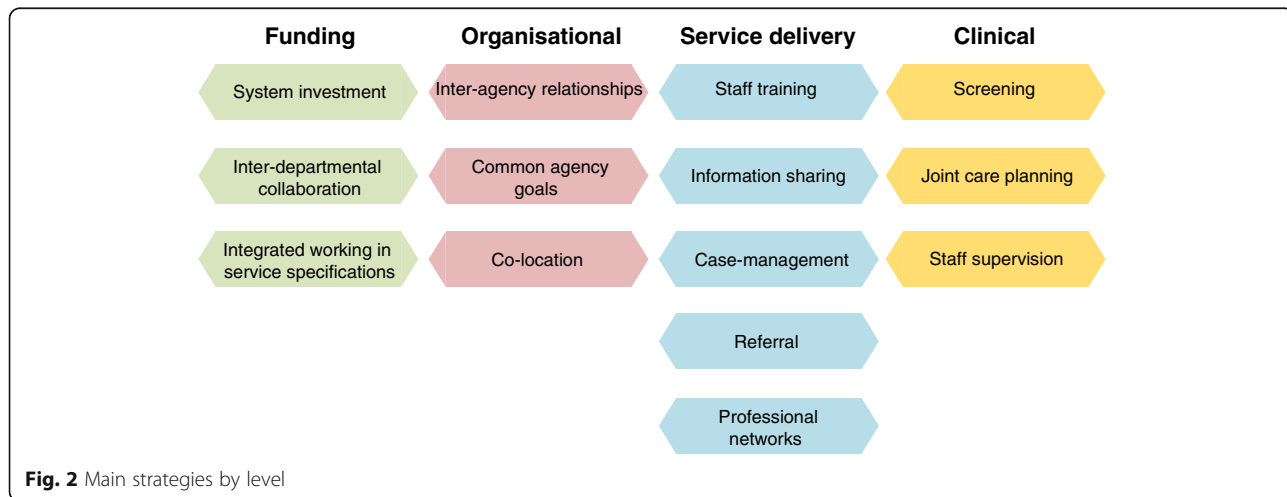 Funding
Organisational
Service delivery
Clinical
System investment
Inter-agency relationships
Staff training
Screening
Inter-departmental
collaboration
Common agency
goals
Information sharing
Joint care planning
Integrated working in
service specifications
Co-location
Case-management
Staff supervision
Referral
Professional
networks
Fig. 2 Main strategies by level